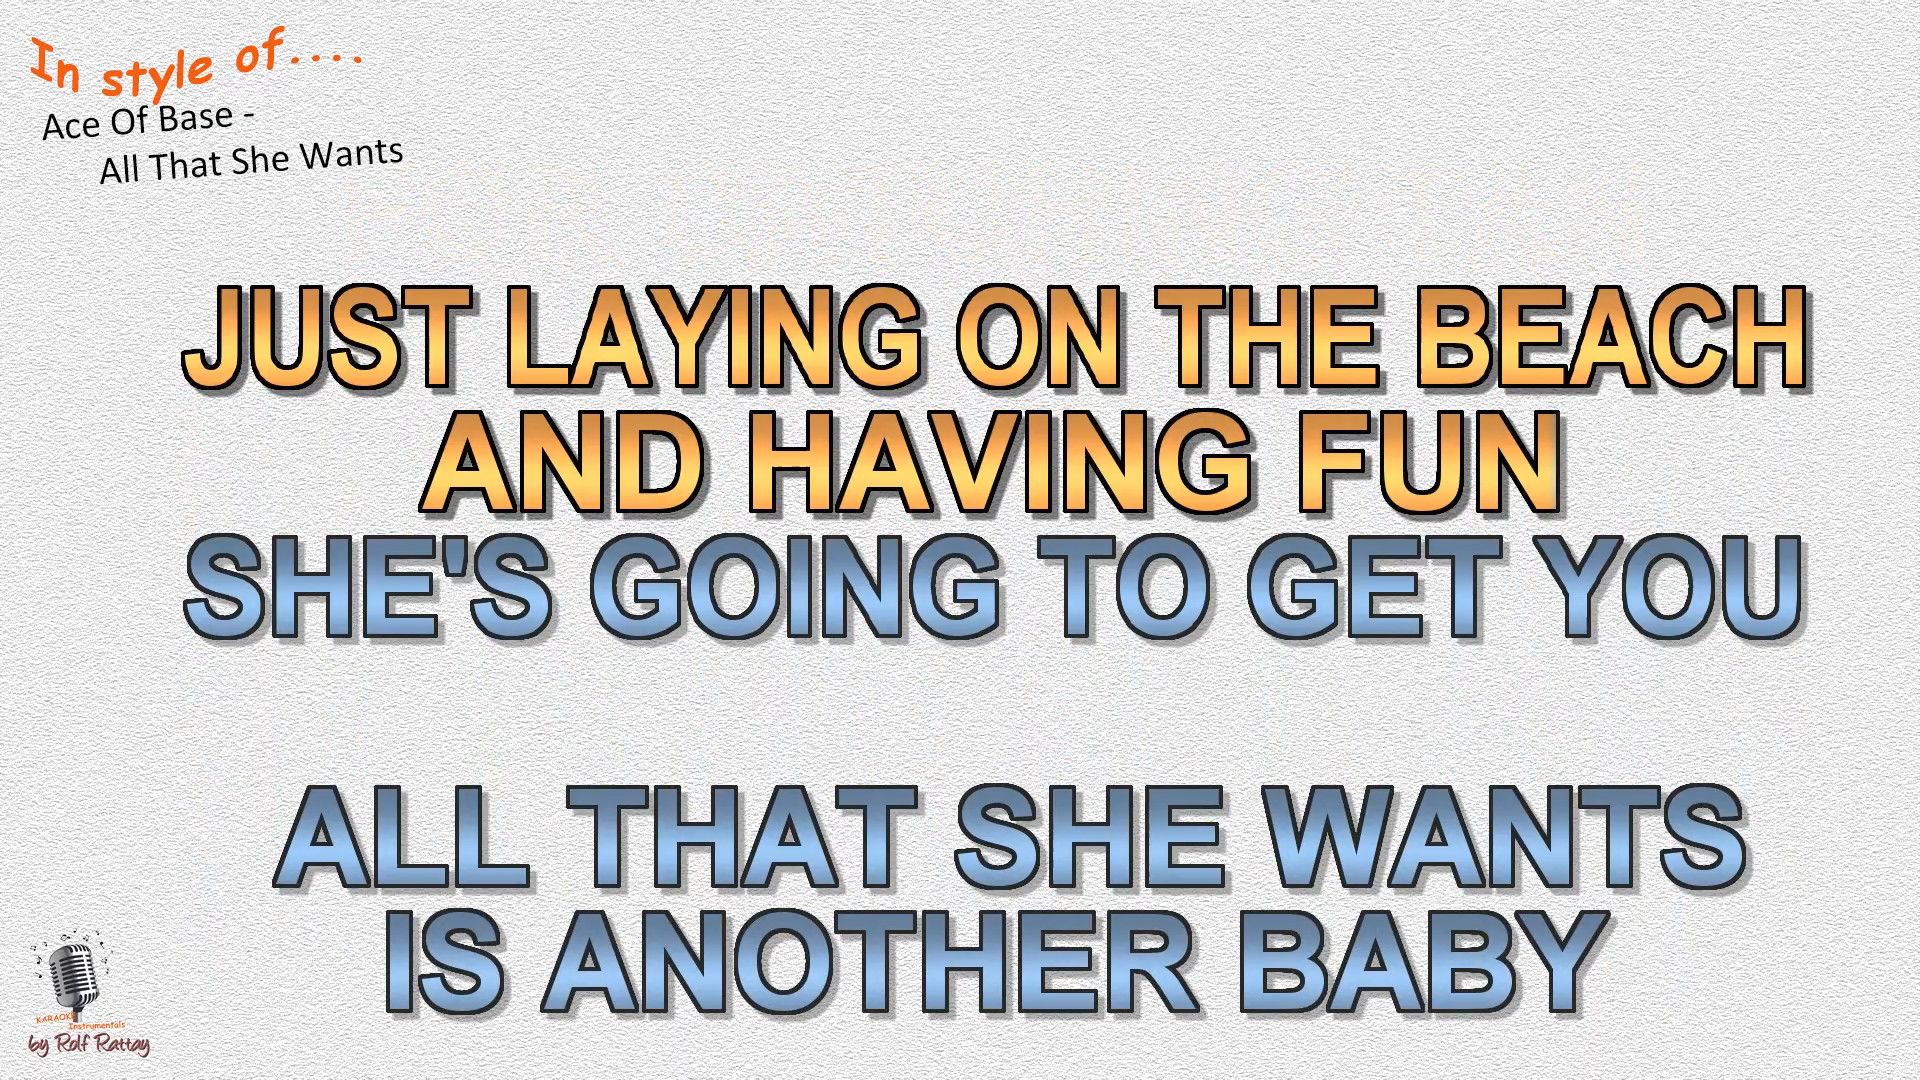 In style of....
Ace Of Base -
All That She Wants
JUST LAYING ON THE BEACH
AND HAVING FUN
SHE'S GOING TO GET YOU
ALL THAT SHE WANTS
IS ANOTHER BABY
KARAOKE
Instrumentals
by Rolf Rattay